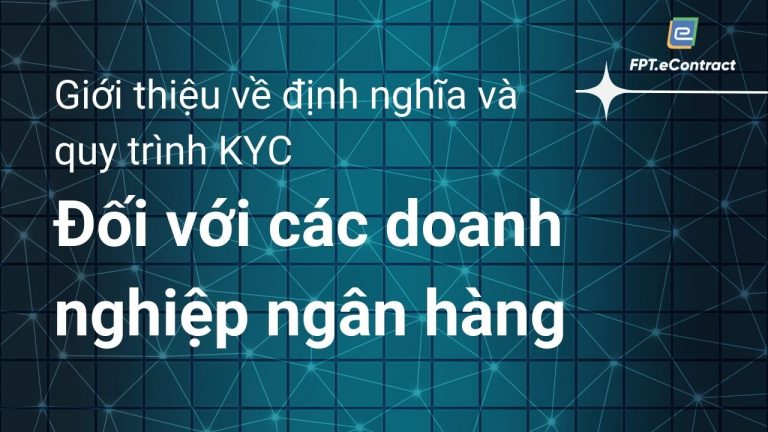 FPT.eContract
Giới thiệu về định nghĩa và
quy trình KYC
Đối với các doanh
nghiệp ngân hàng